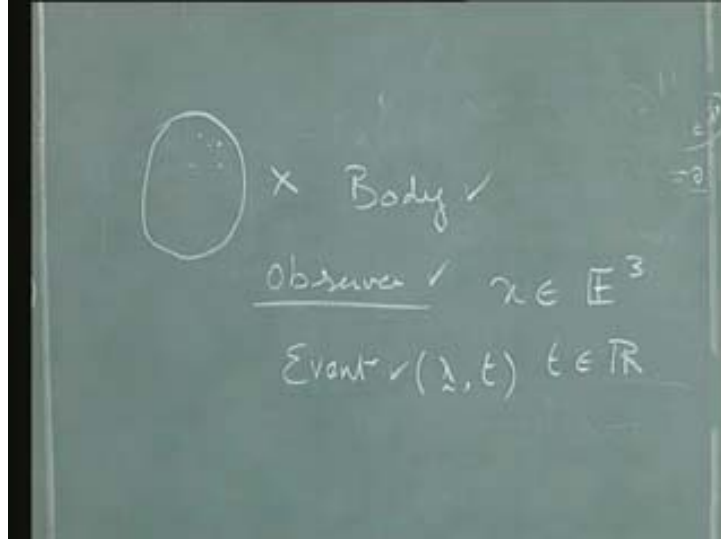 × Body ✓
Observer ✓ x ∈ 𝔼³
Event ✓ (x̰, t) t ∈ ℝ